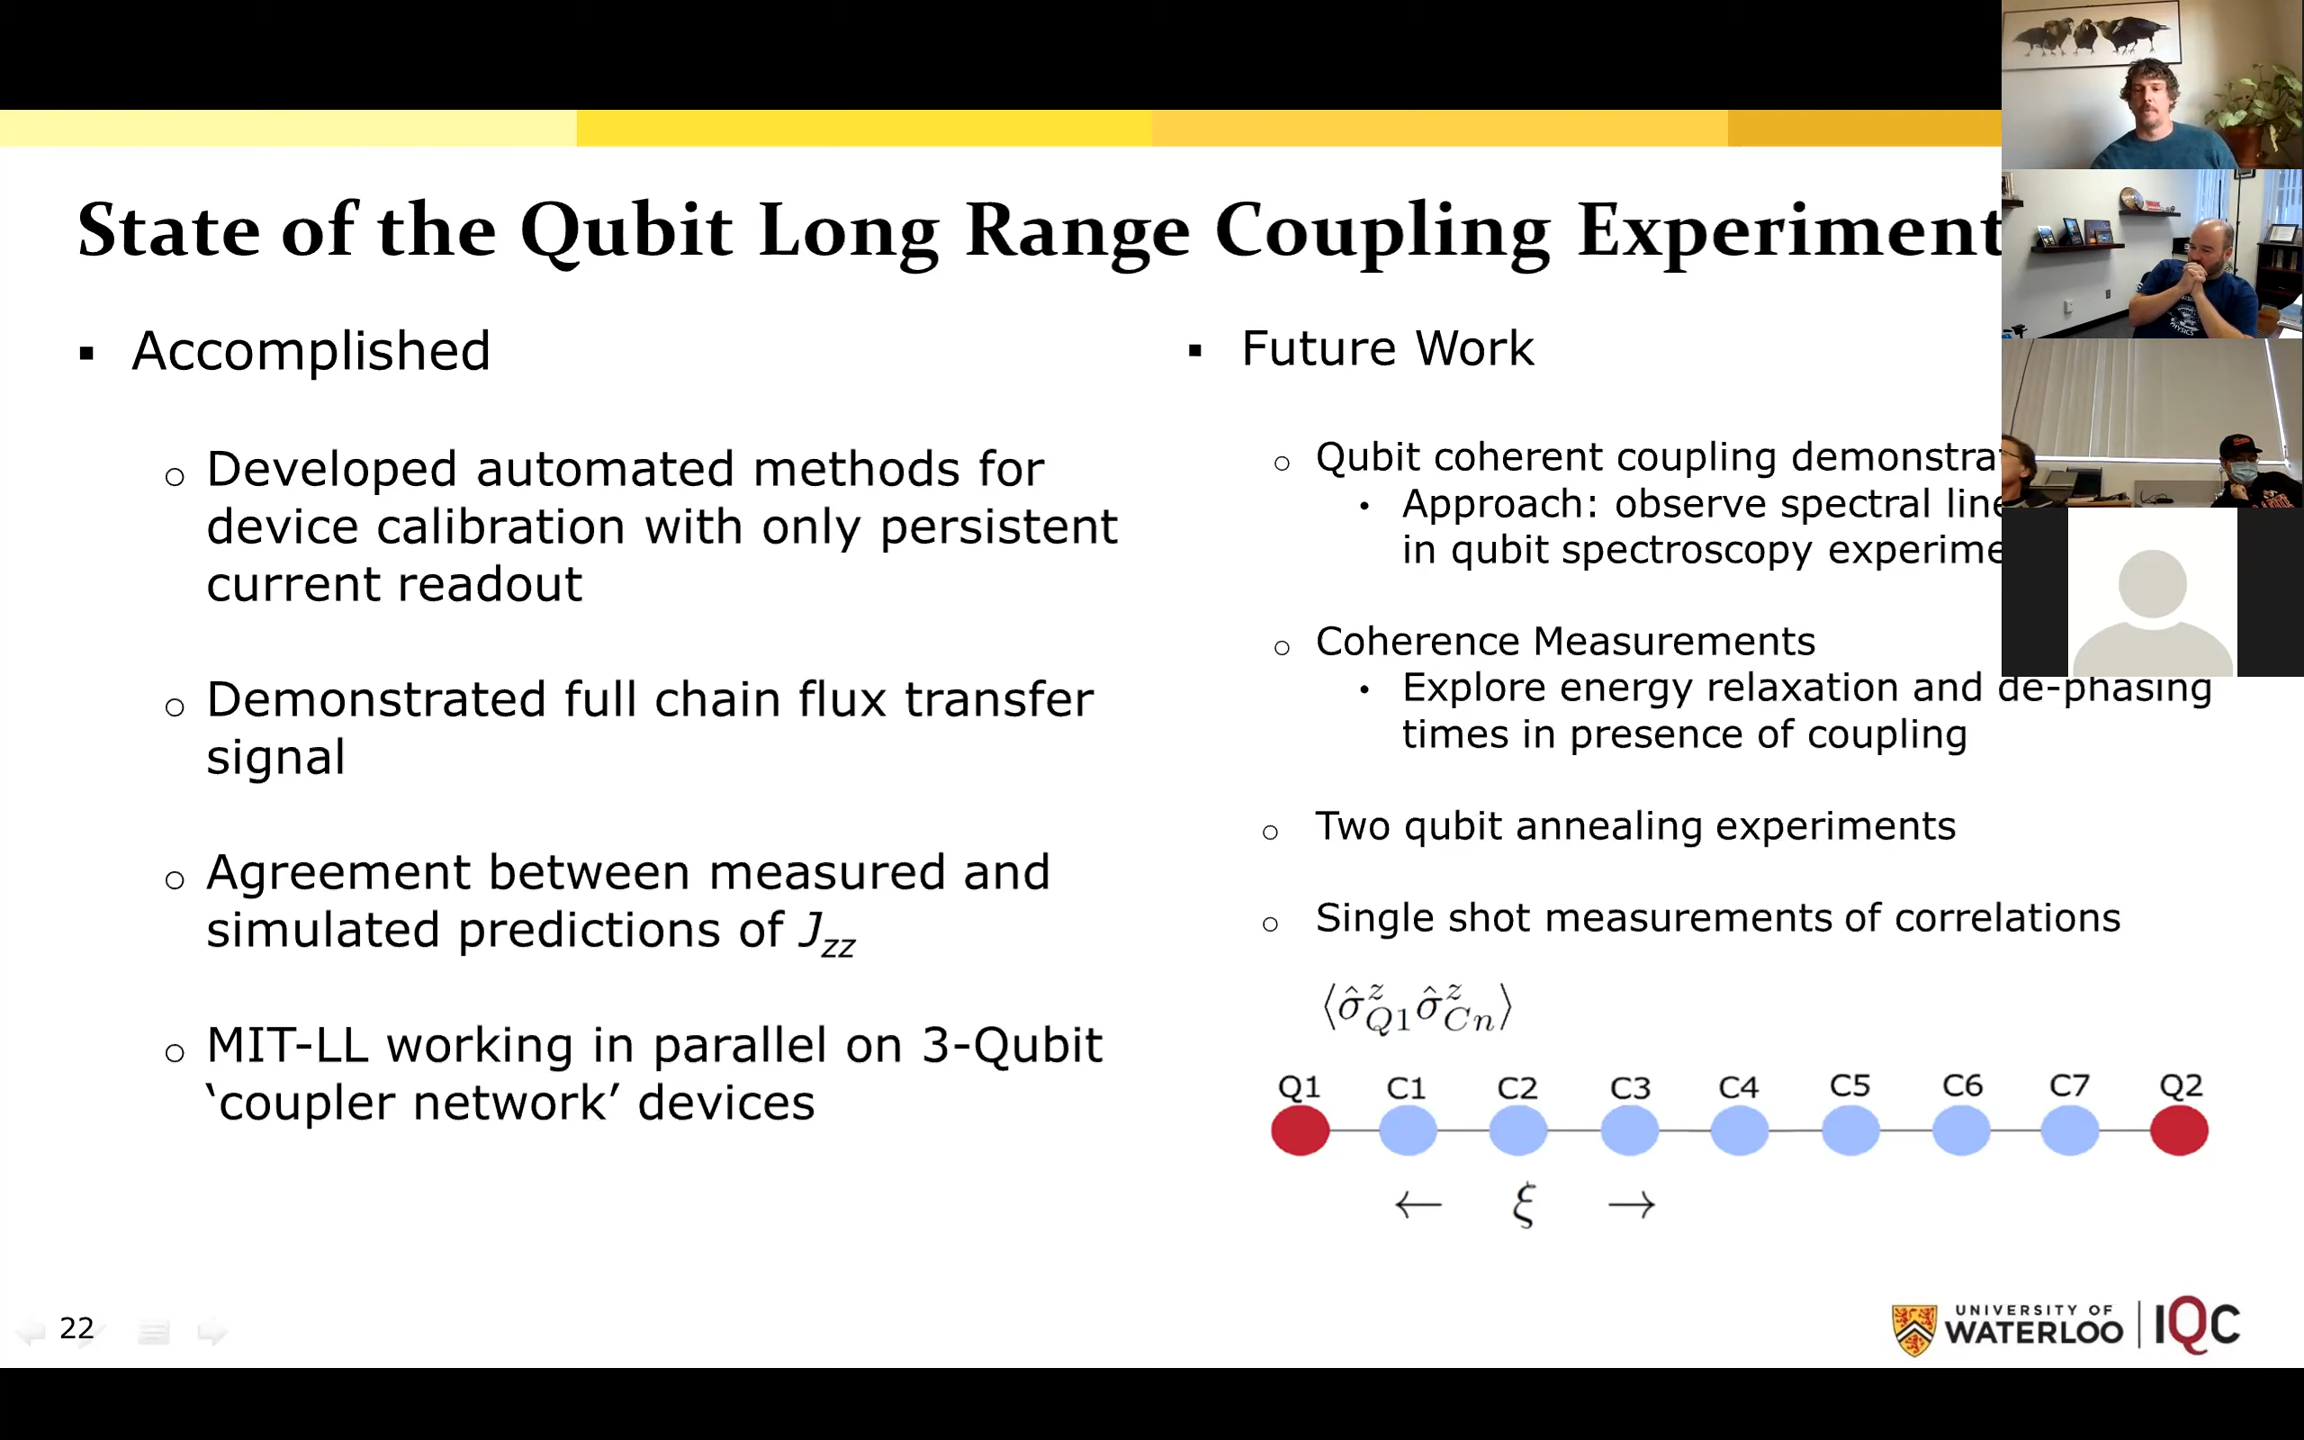 State of the Qubit Long Range Coupling Experiment
▪ Accomplished
○ Developed automated methods for
device calibration with only persistent
current readout
○ Demonstrated full chain flux transfer
signal
○ Agreement between measured and
simulated predictions of J_zz
○ MIT-LL working in parallel on 3-Qubit
‘coupler network’ devices
▪ Future Work
○ Qubit coherent coupling
• Approach: observe spectral
in qubit spectroscopy
○ Coherence Measurements
• Explore energy relaxation and de-phasing
times in presence of coupling
○ Two qubit annealing experiments
○ Single shot measurements of correlations
⟨σ̂^z_Q1 σ̂^z_Cn⟩
Q1 C1 C2 C3 C4 C5 C6 C7 Q2
← ξ →
22
UNIVERSITY OF
WATERLOO
IQC
PHYSICS